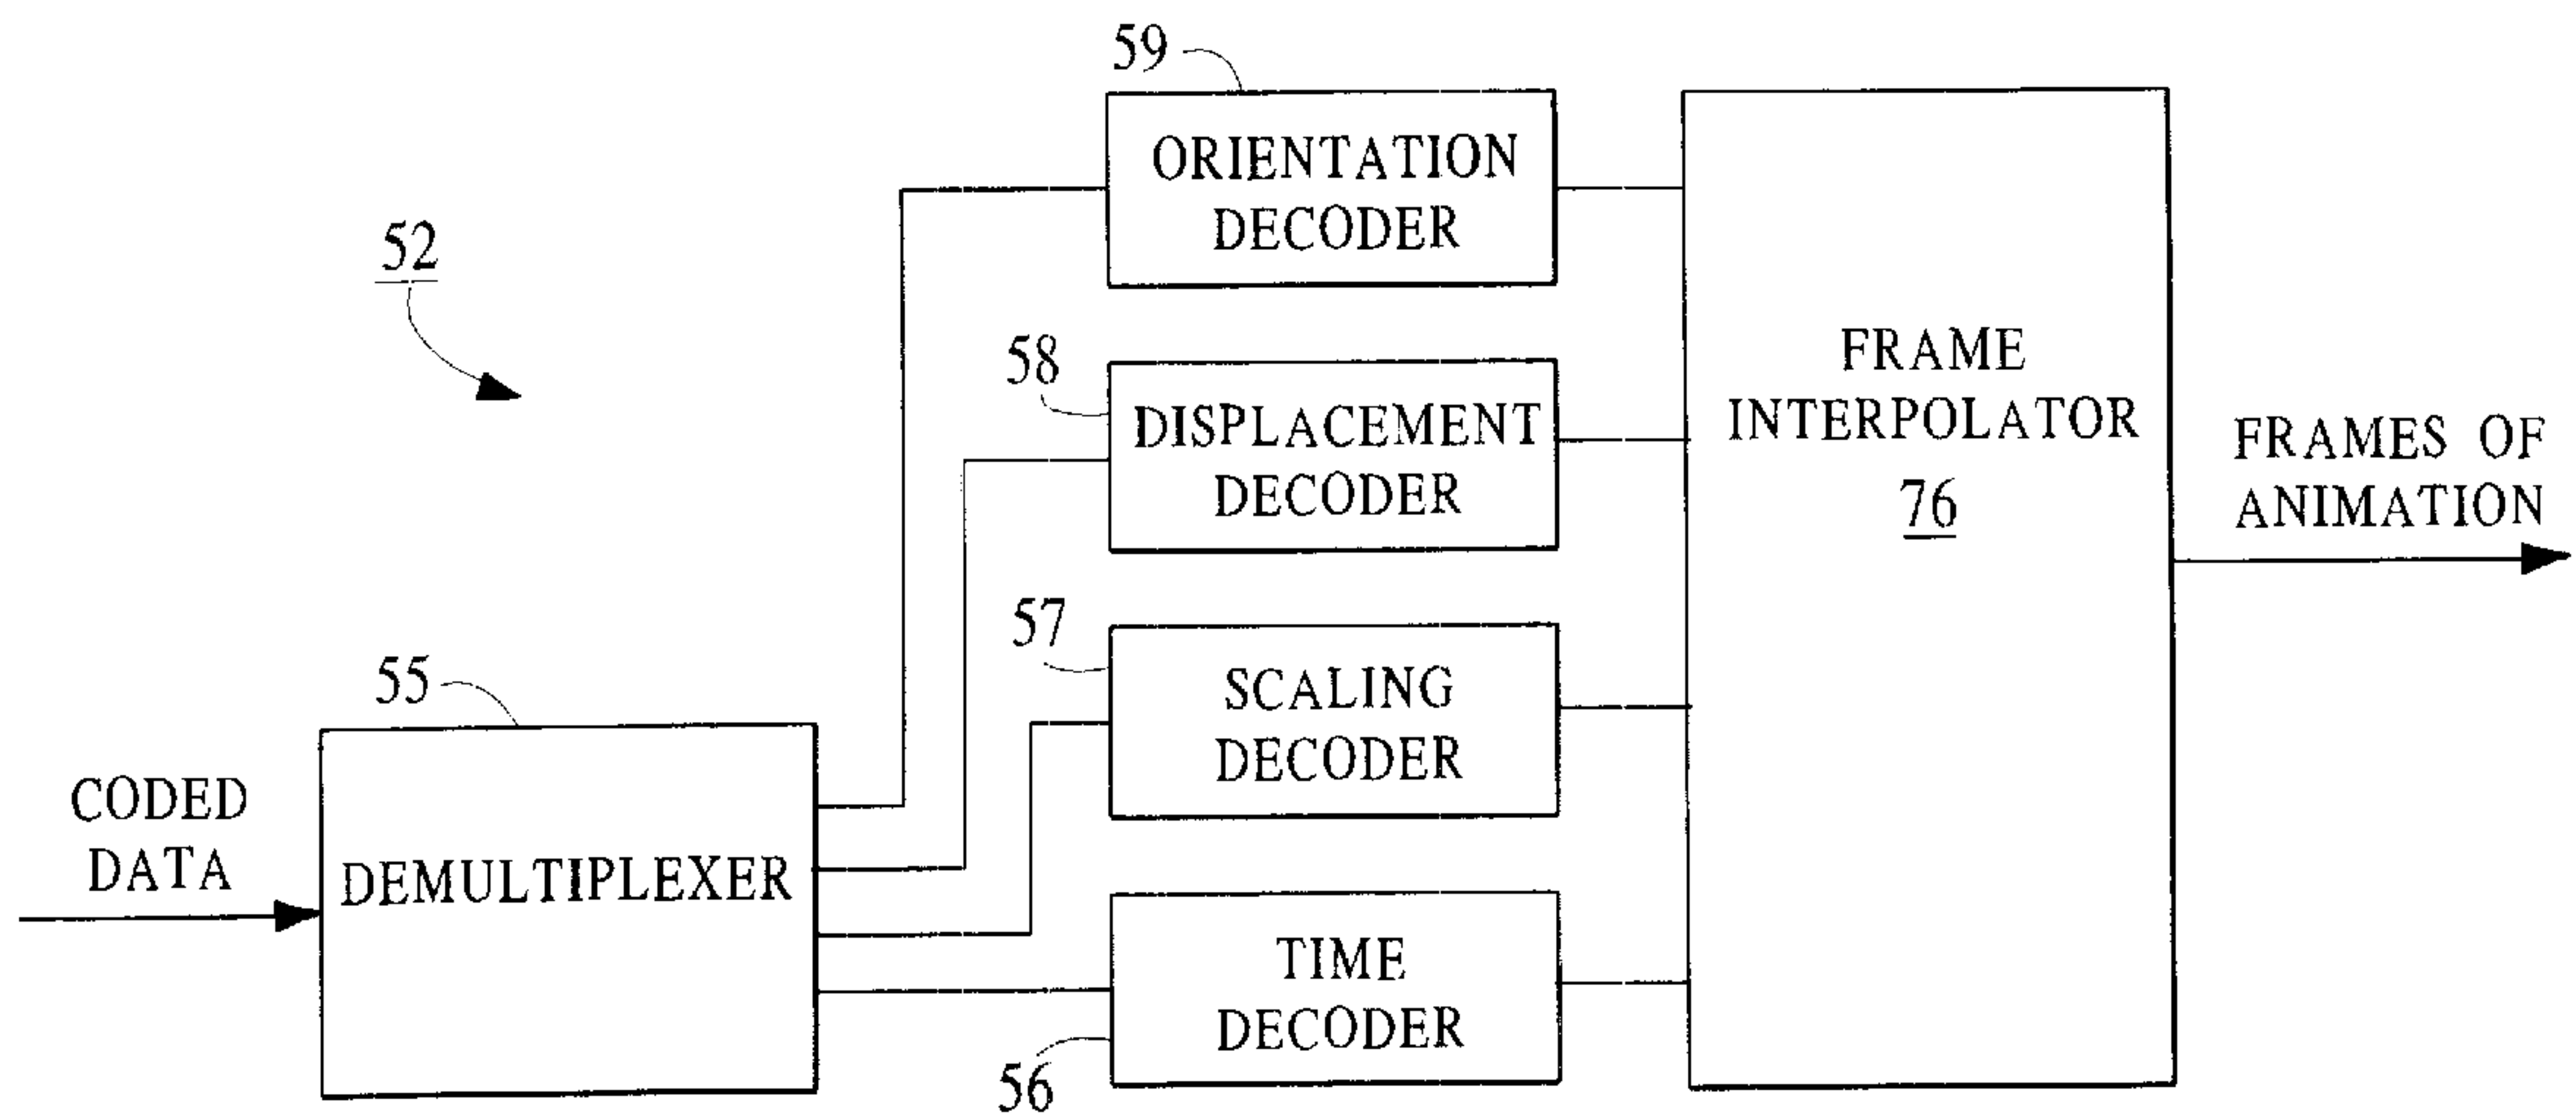 59
ORIENTATION
DECODER
52
58
DISPLACEMENT
DECODER
FRAME
INTERPOLATOR
76
FRAMES OF
ANIMATION
57
SCALING
DECODER
55
CODED
DATA
DEMULTIPLEXER
TIME
DECODER
56